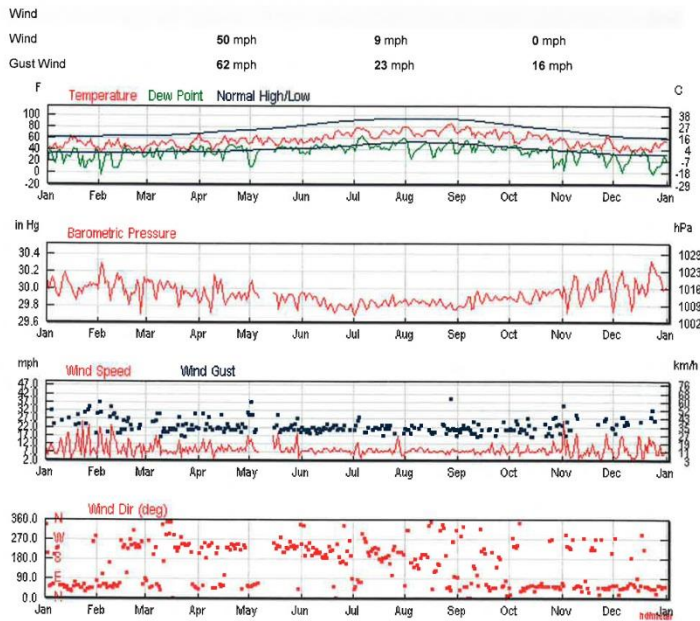 Wind
Wind 50 mph 9 mph 0 mph
Gust Wind 62 mph 23 mph 16 mph
F Temperature Dew Point Normal High/Low C
100 38
80 27
60 16
40 4
20 -7
0 -18
-20 -29
Jan Feb Mar Apr May Jun Jul Aug Sep Oct Nov Dec Jan
in Hg Barometric Pressure hPa
30.4 1029
30.2 1023
30.0 1016
29.8 1009
29.6 1002
Jan Feb Mar Apr May Jun Jul Aug Sep Oct Nov Dec Jan
mph Wind Speed Wind Gust km/h
47.0
37.0
22.0
12.0
2.0 3
Jan Feb Mar Apr May Jun Jul Aug Sep Oct Nov Dec Jan
Wind Dir (deg)
360.0 N
270.0 W
180.0 S
90.0 E
0.0 N
Jan Feb Mar Apr May Jun Jul Aug Sep Oct Nov Dec Jan